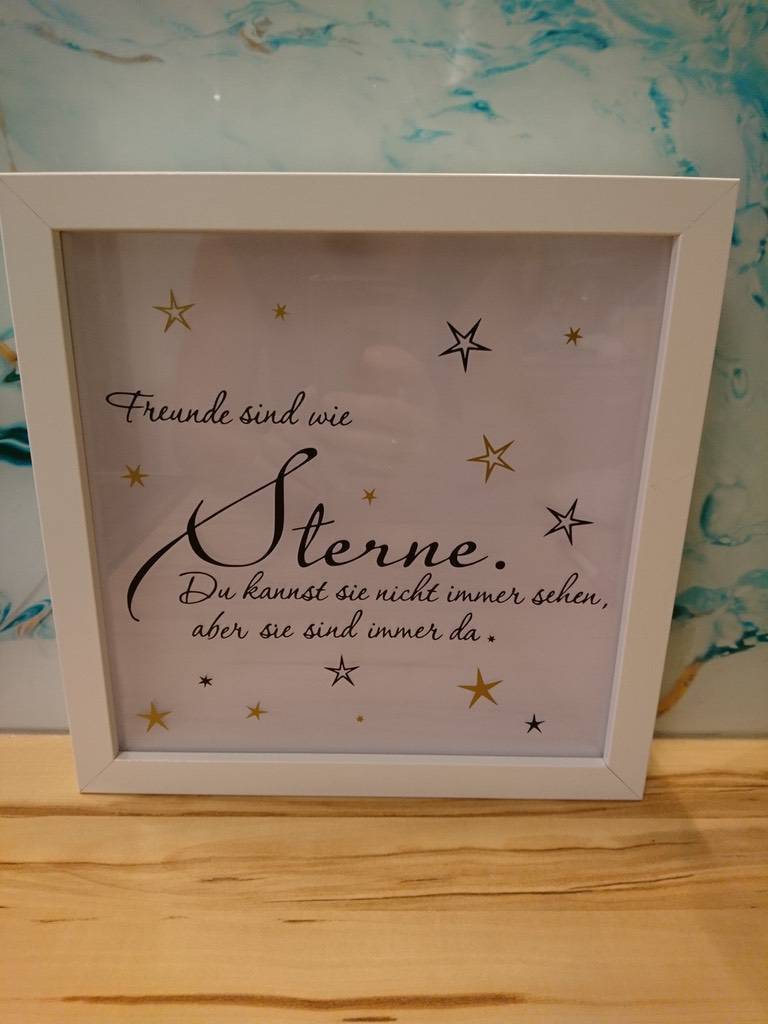 Freunde sind wie
Sterne.
Du kannst sie nicht immer sehen,
aber sie sind immer da.